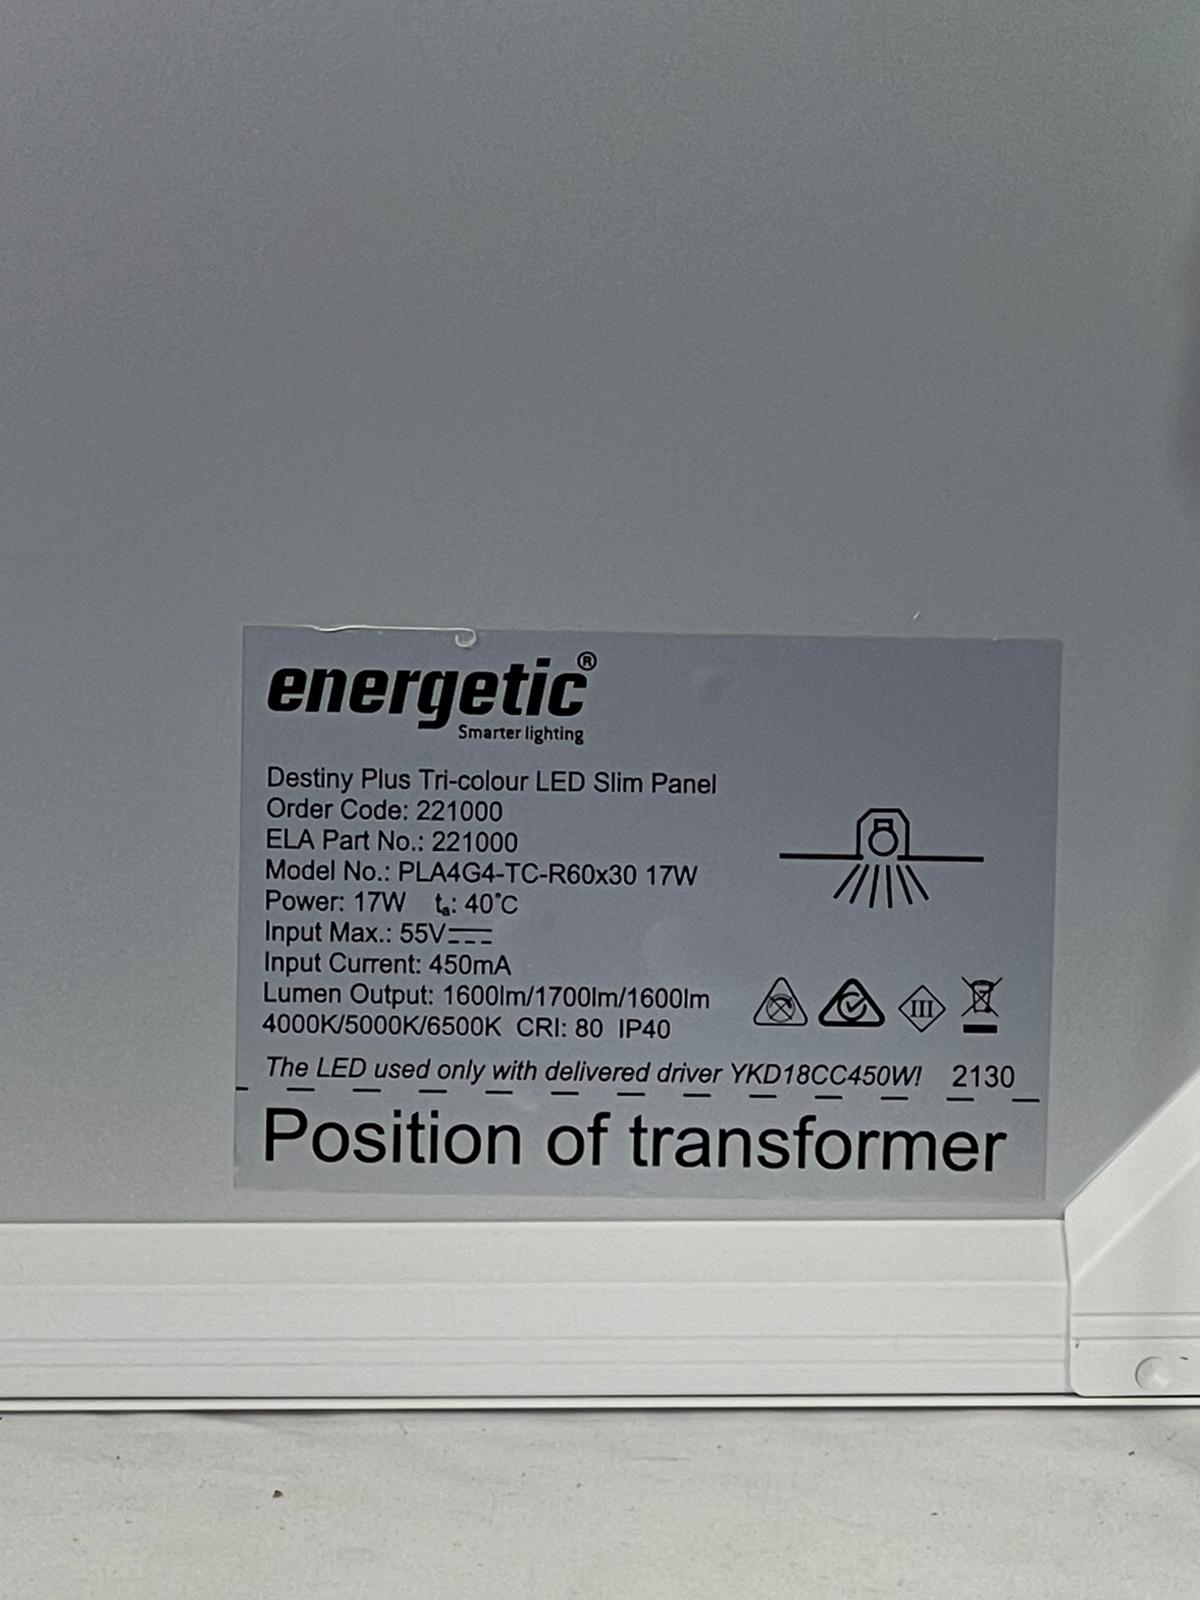 energetic®
Smarter lighting
Destiny Plus Tri-colour LED Slim Panel
Order Code: 221000
ELA Part No.: 221000
Model No.: PLA4G4-TC-R60x30 17W
Power: 17W tₐ: 40°C
Input Max.: 55V⎓
Input Current: 450mA
Lumen Output: 1600lm/1700lm/1600lm
4000K/5000K/6500K CRI: 80 IP40
III
The LED used only with delivered driver YKD18CC450W! 2130
Position of transformer